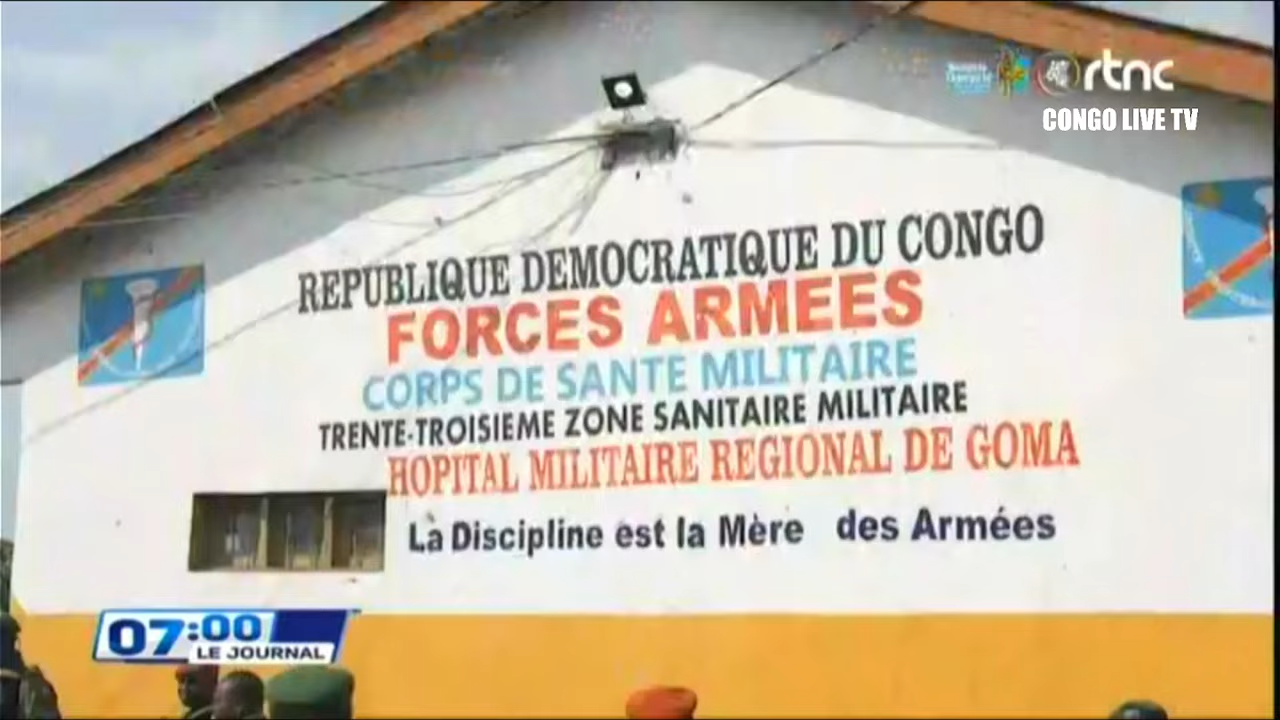 rtnc
CONGO LIVE TV
REPUBLIQUE DEMOCRATIQUE DU CONGO
FORCES ARMEES
CORPS DE SANTE MILITAIRE
TRENTE-TROISIEME ZONE SANITAIRE MILITAIRE
HOPITAL MILITAIRE REGIONAL DE GOMA
La Discipline est la Mère des Armées
07:00
LE JOURNAL